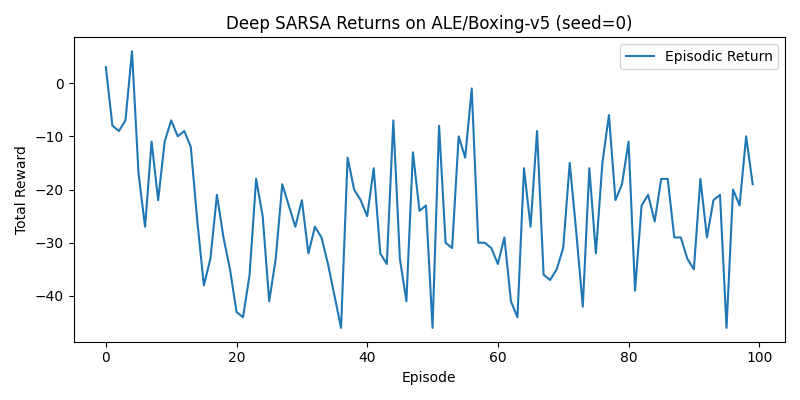 Deep SARSA Returns on ALE/Boxing-v5 (seed=0)
Episodic Return
Total Reward
0
−10
−20
−30
−40
0 20 40 60 80 100
Episode